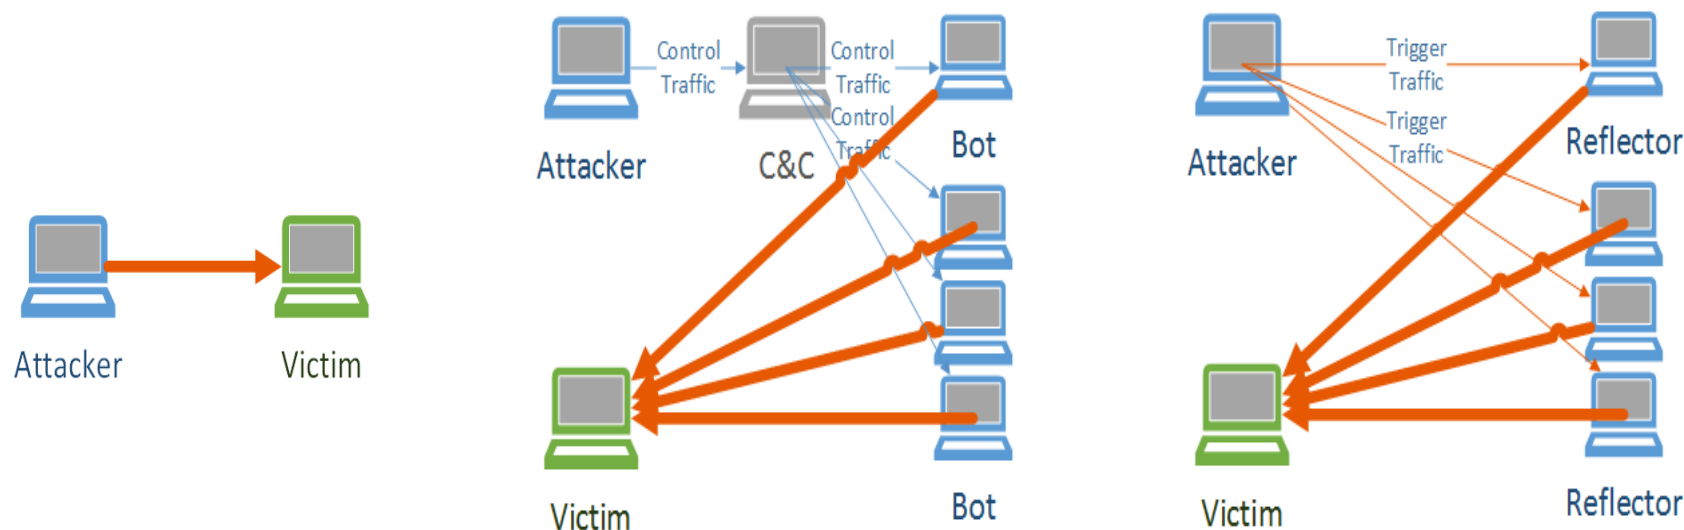 Attacker
Victim
Control
Traffic
Control
Traffic
Control
Traffic
Attacker
C&C
Bot
Victim
Bot
Trigger
Traffic
Trigger
Traffic
Attacker
Reflector
Victim
Reflector